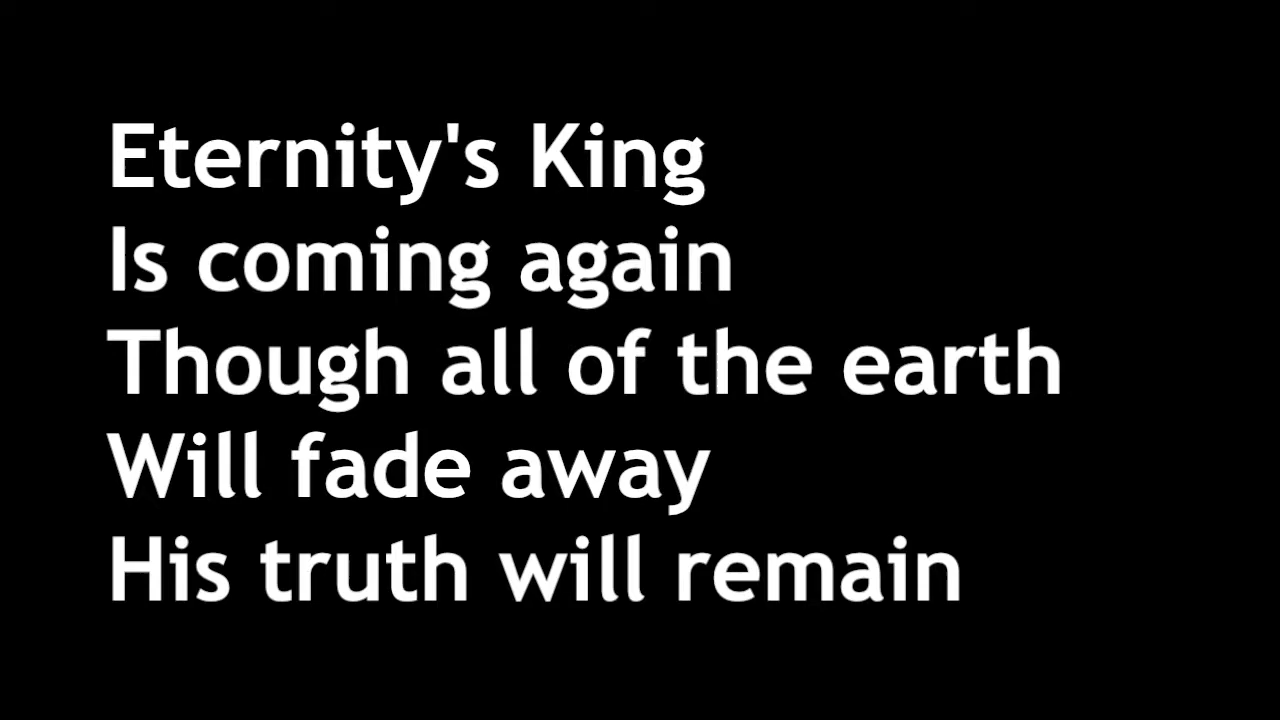 Eternity's King
Is coming again
Though all of the earth
Will fade away
His truth will remain